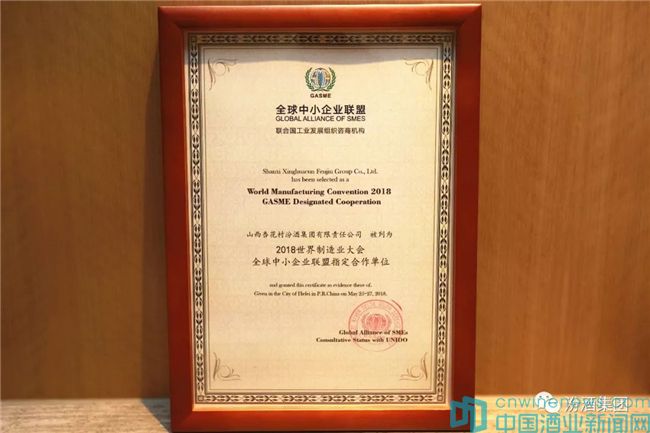 GASME
全球中小企业联盟
GLOBAL ALLIANCE OF SMES
联合国工业发展组织咨商机构
Shanxi Xinghuacun Fenjiu Group Co., Ltd.
has been selected as a
World Manufacturing Convention 2018
GASME Designated Cooperation
山西杏花村汾酒集团有限责任公司 被列为
2018世界制造业大会
全球中小企业联盟指定合作单位
and granted this certificate as evidence there of.
Given in the City of Hefei in P.R.China on May 25-27, 2018.
Global Alliance of SMEs
Consultative Status with UNIDO
汾酒集团
cnwinenews.com
中国酒业新闻网